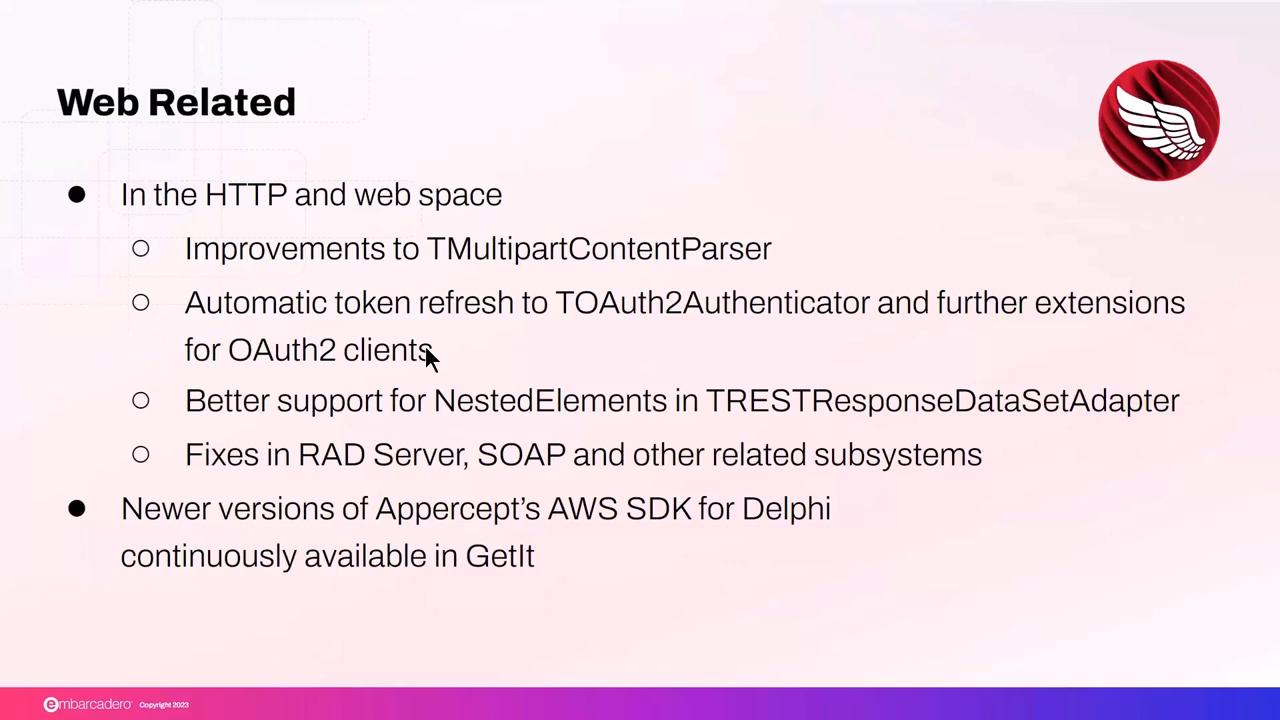 Web Related
● In the HTTP and web space
○ Improvements to TMultipartContentParser
○ Automatic token refresh to TOAuth2Authenticator and further extensions
for OAuth2 clients
○ Better support for NestedElements in TRESTResponseDataSetAdapter
○ Fixes in RAD Server, SOAP and other related subsystems
● Newer versions of Appercept’s AWS SDK for Delphi
continuously available in GetIt
embarcadero Copyright 2023